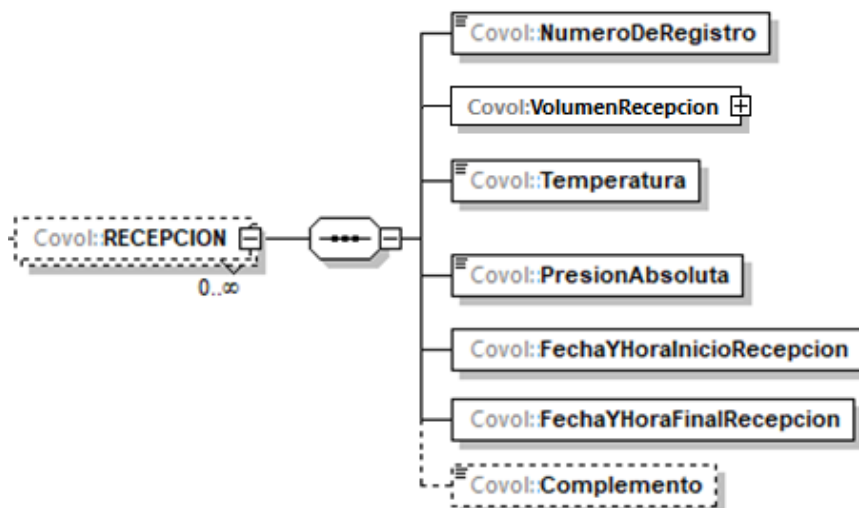 Covol::NumeroDeRegistro
Covol:VolumenRecepcion
Covol::Temperatura
Covol::RECEPCION
0..∞
Covol::PresionAbsoluta
Covol::FechaYHoraInicioRecepcion
Covol::FechaYHoraFinalRecepcion
Covol::Complemento